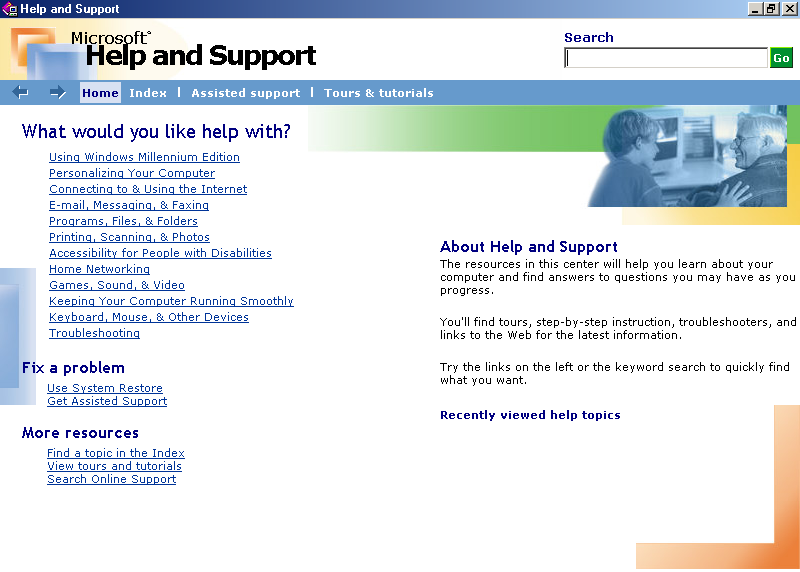 Help and Support
Microsoft®
Help and Support
Search
Go
Home Index | Assisted support | Tours & tutorials
What would you like help with?
Using Windows Millennium Edition
Personalizing Your Computer
Connecting to & Using the Internet
E-mail, Messaging, & Faxing
Programs, Files, & Folders
Printing, Scanning, & Photos
Accessibility for People with Disabilities
Home Networking
Games, Sound, & Video
Keeping Your Computer Running Smoothly
Keyboard, Mouse, & Other Devices
Troubleshooting
Fix a problem
Use System Restore
Get Assisted Support
More resources
Find a topic in the Index
View tours and tutorials
Search Online Support
About Help and Support
The resources in this center will help you learn about your
computer and find answers to questions you may have as you
progress.
You'll find tours, step-by-step instruction, troubleshooters, and
links to the Web for the latest information.
Try the links on the left or the keyword search to quickly find
what you want.
Recently viewed help topics